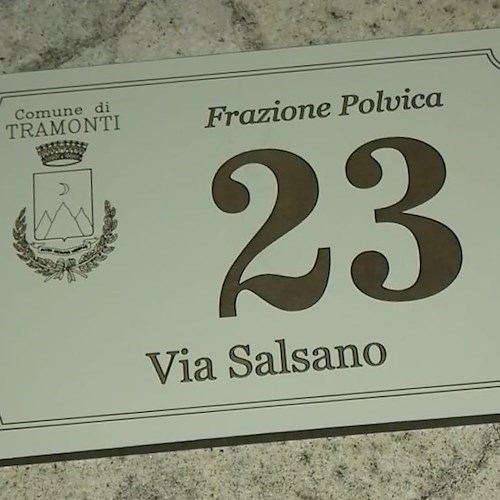 Comune di
TRAMONTI
Frazione Polvica
23
Via Salsano